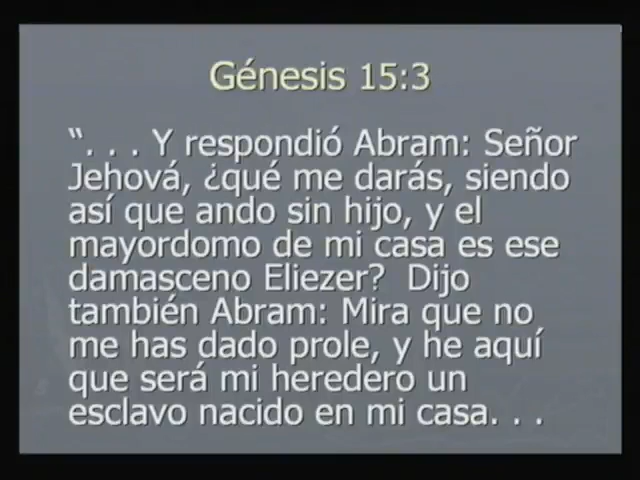 Génesis 15:3
“. . . Y respondió Abram: Señor
Jehová, ¿qué me darás, siendo
así que ando sin hijo, y el
mayordomo de mi casa es ese
damasceno Eliezer?  Dijo
también Abram: Mira que no
me has dado prole, y he aquí
que será mi heredero un
esclavo nacido en mi casa. . .